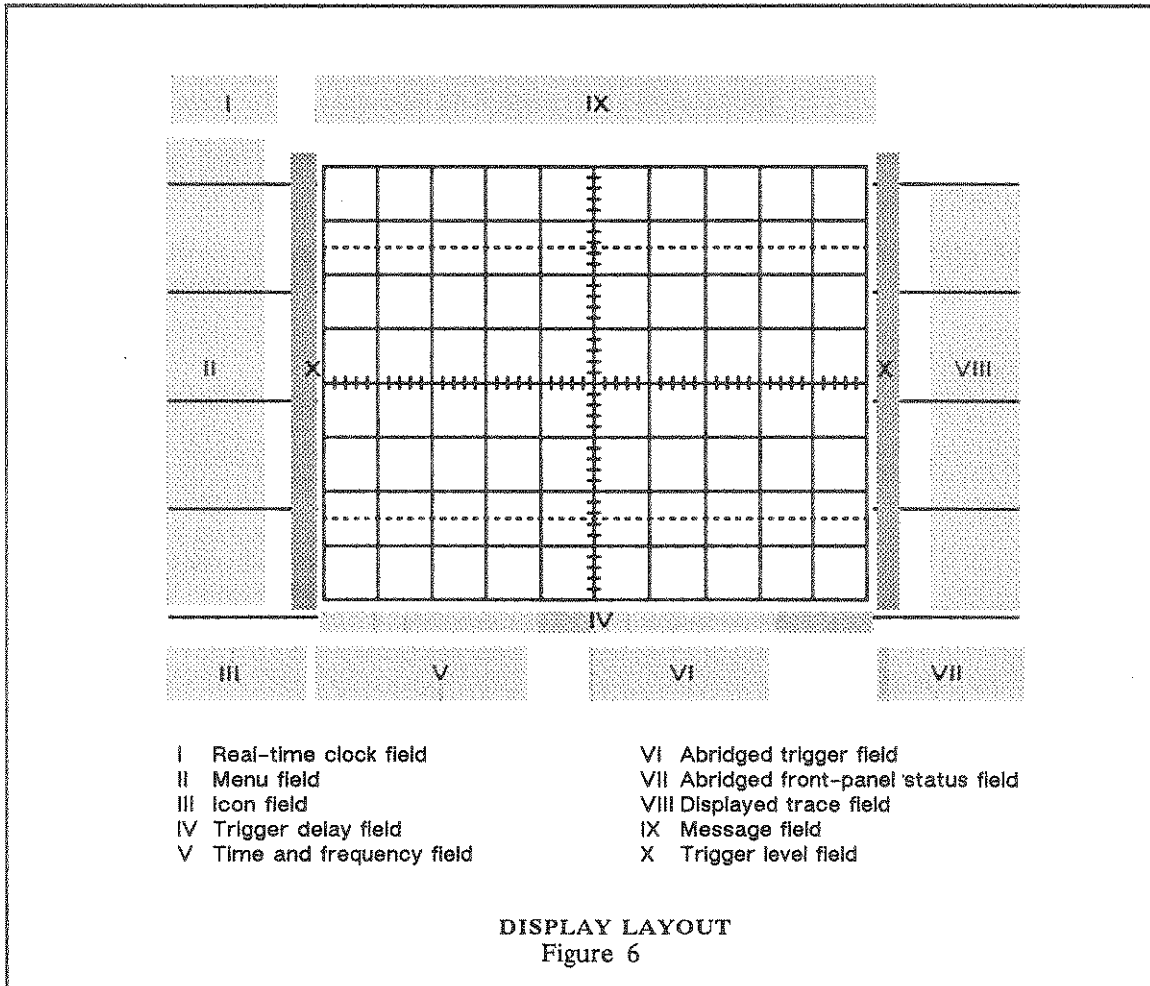 I
IX
II
X
X
VIII
IV
III
V
VI
VII
I Real-time clock field
II Menu field
III Icon field
IV Trigger delay field
V Time and frequency field
VI Abridged trigger field
VII Abridged front-panel status field
VIII Displayed trace field
IX Message field
X Trigger level field
DISPLAY LAYOUT
Figure 6